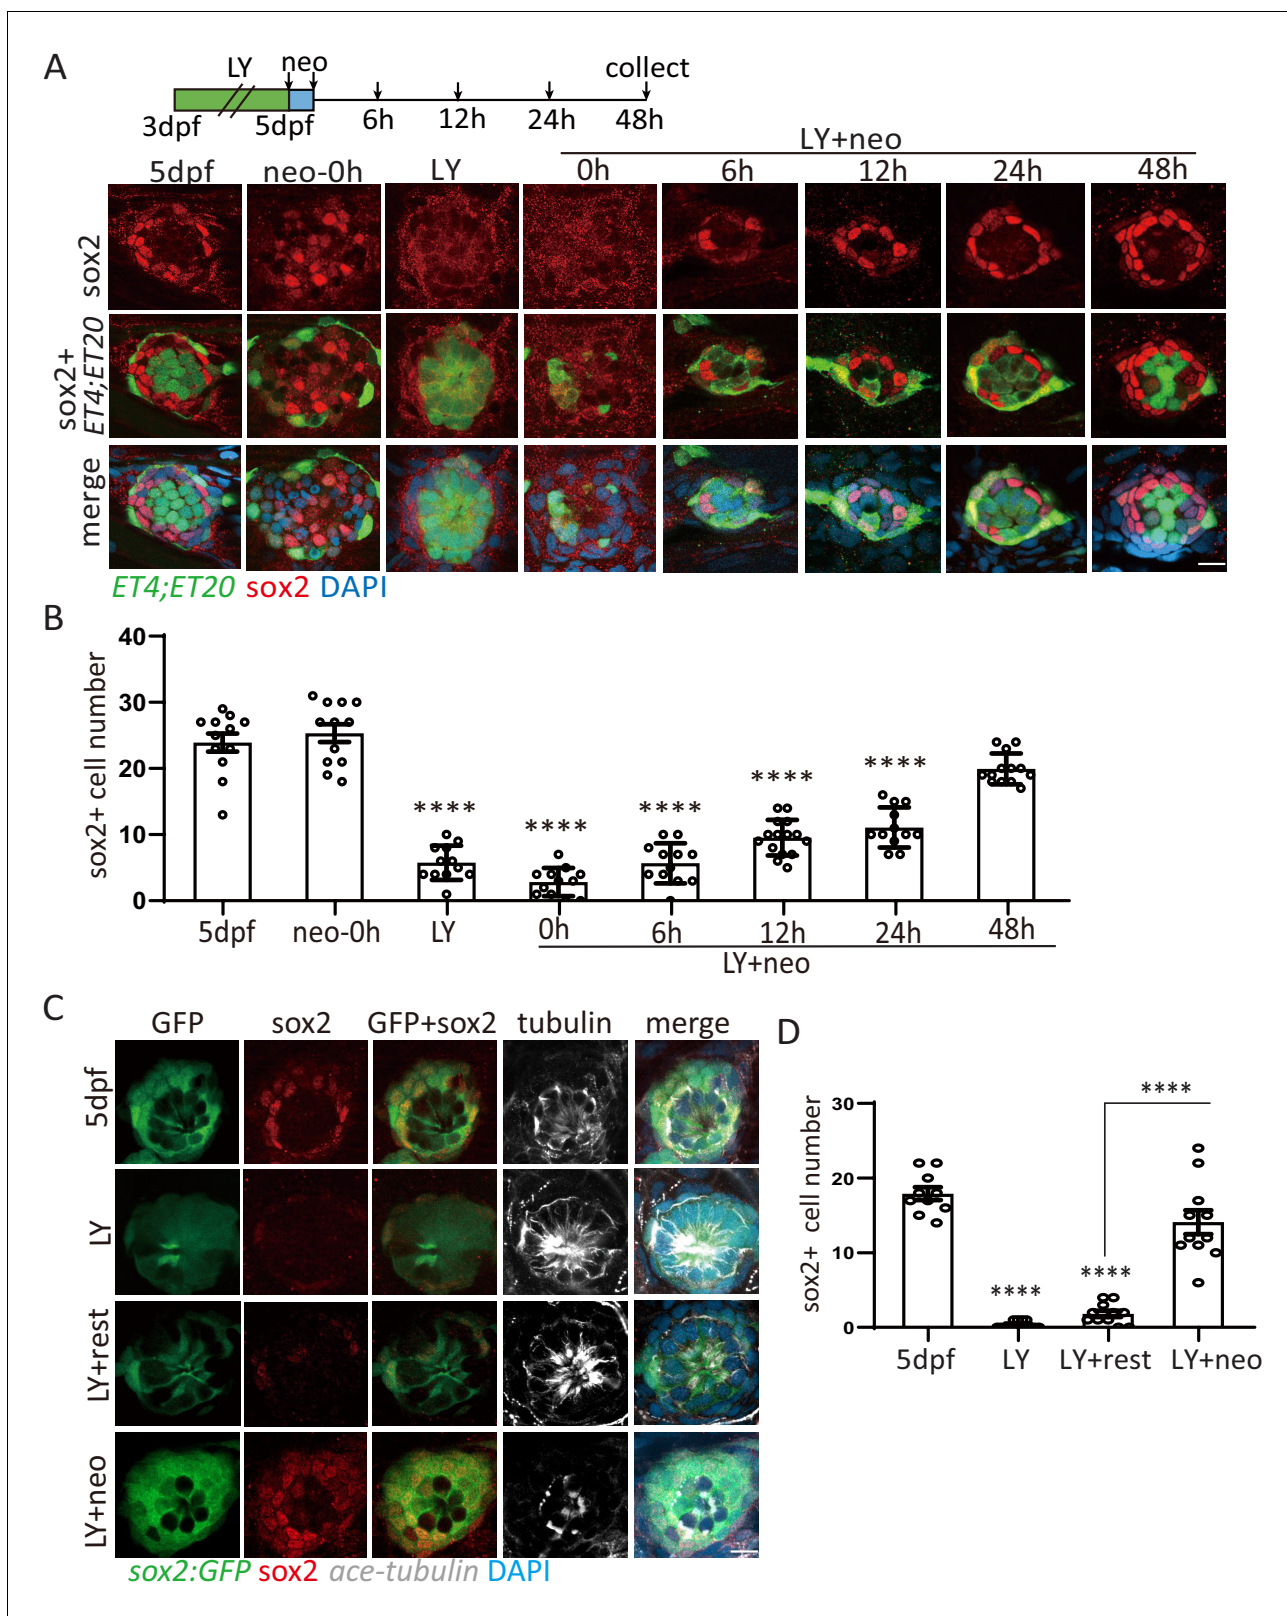 A
LY neo collect
3dpf 5dpf 6h 12h 24h 48h
LY+neo
5dpf neo-0h LY 0h 6h 12h 24h 48h
sox2
sox2+
ET4;ET20
merge
ET4;ET20 sox2 DAPI
B
sox2+ cell number
40
30
20
10
0
**** **** **** **** ****
5dpf neo-0h LY 0h 6h 12h 24h 48h
LY+neo
C
GFP sox2 GFP+sox2 tubulin merge
5dpf
LY
LY+rest
LY+neo
sox2:GFP sox2 ace-tubulin DAPI
D
sox2+ cell number
30
20
10
0
****
**** ****
5dpf LY LY+rest LY+neo